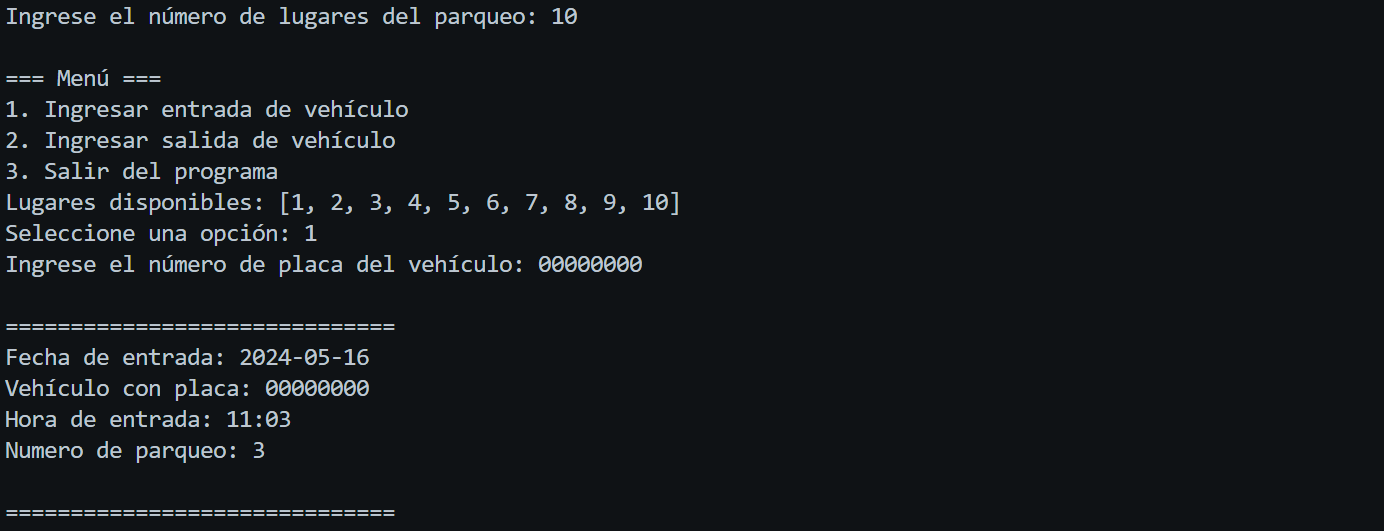 Ingrese el número de lugares del parqueo: 10
=== Menú ===
1. Ingresar entrada de vehículo
2. Ingresar salida de vehículo
3. Salir del programa
Lugares disponibles: [1, 2, 3, 4, 5, 6, 7, 8, 9, 10]
Seleccione una opción: 1
Ingrese el número de placa del vehículo: 00000000
==============================
Fecha de entrada: 2024-05-16
Vehículo con placa: 00000000
Hora de entrada: 11:03
Numero de parqueo: 3
==============================